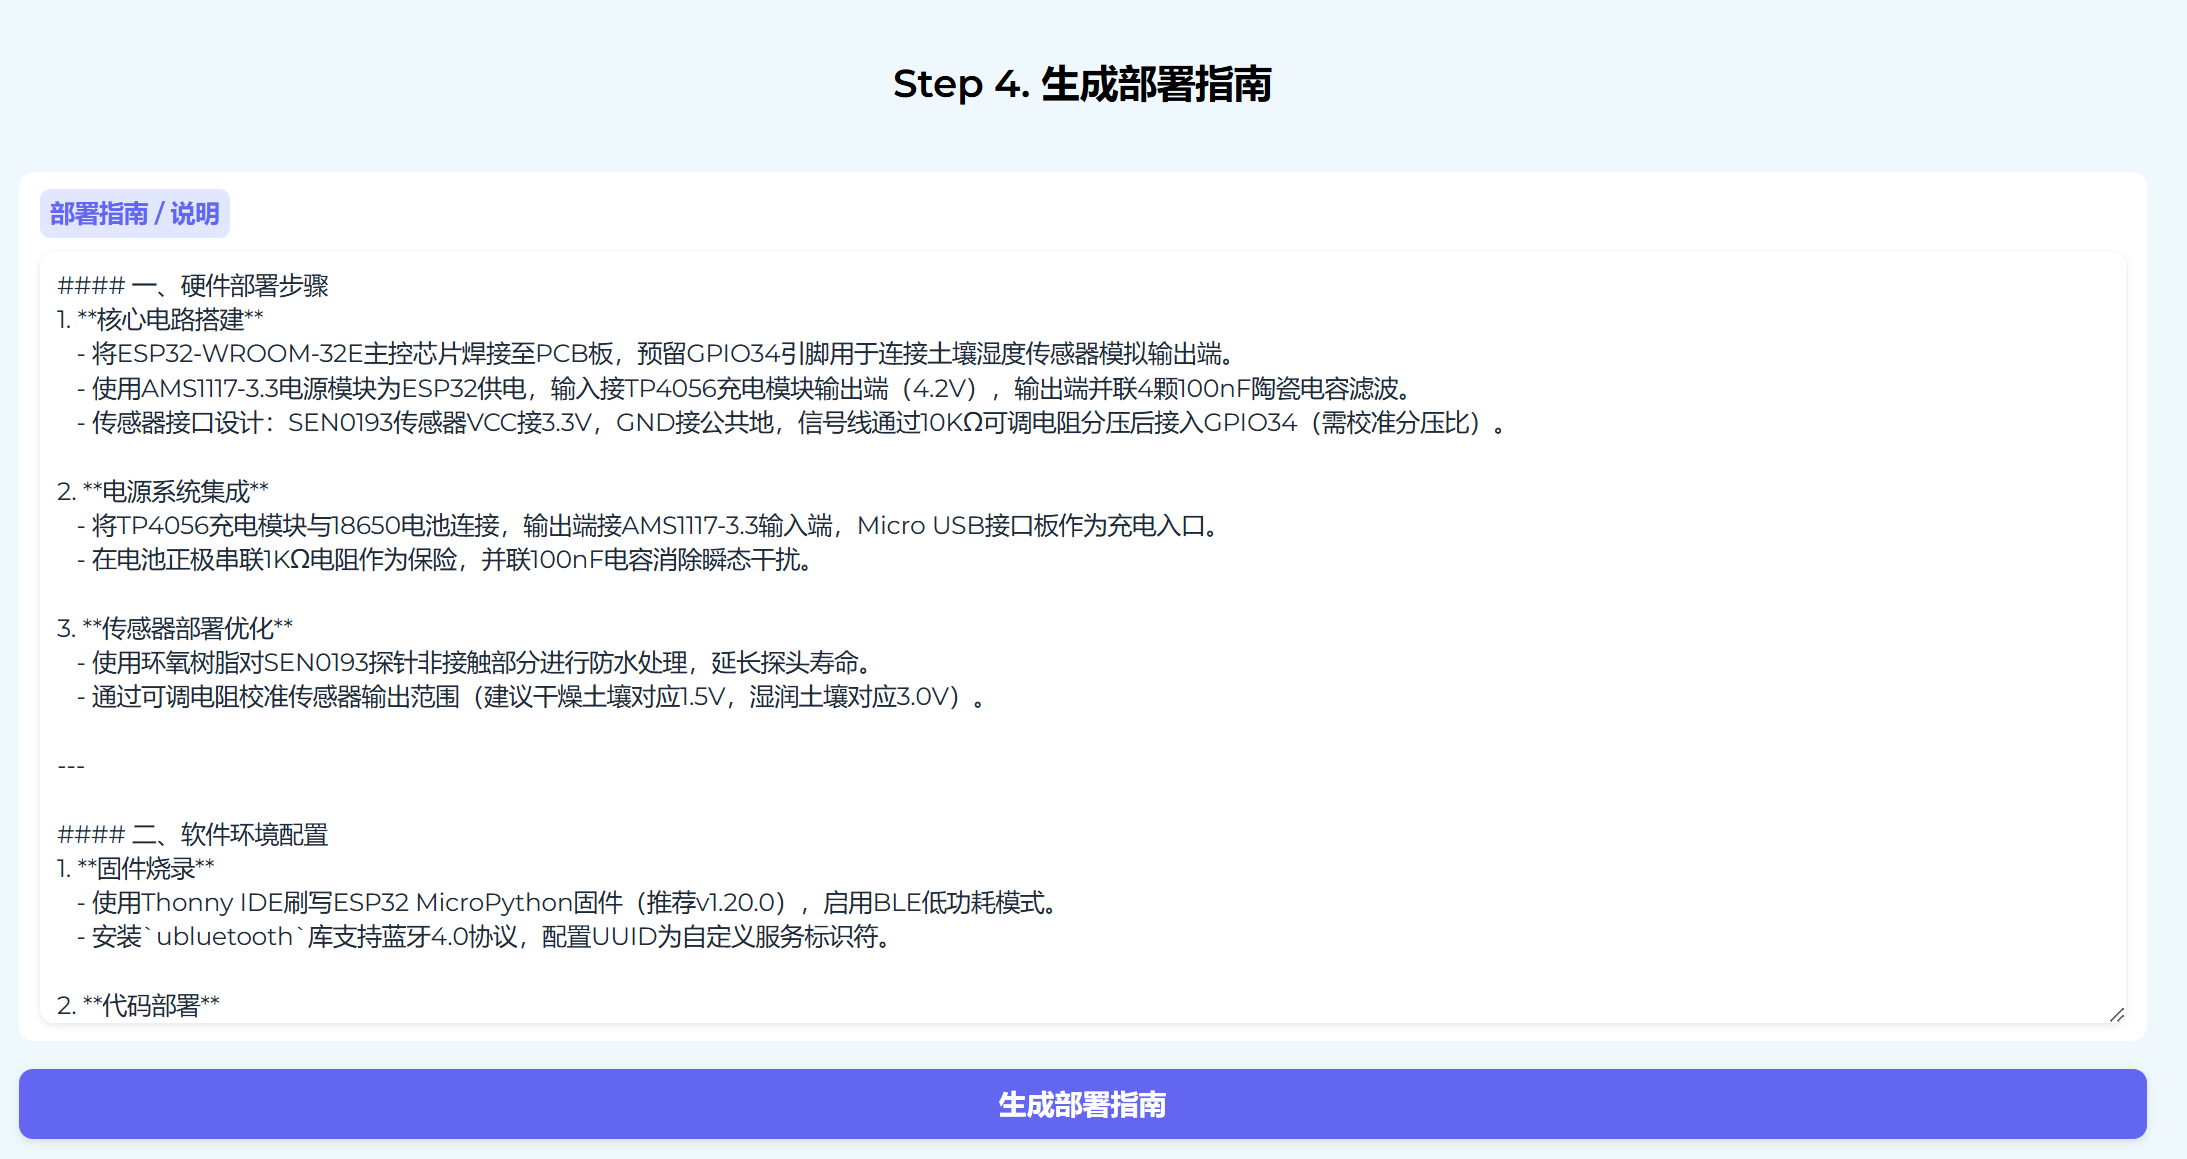 Step 4. 生成部署指南
部署指南 / 说明
#### 一、硬件部署步骤
1. **核心电路搭建**
- 将ESP32-WROOM-32E主控芯片焊接至PCB板，预留GPIO34引脚用于连接土壤湿度传感器模拟输出端。
- 使用AMS1117-3.3电源模块为ESP32供电，输入接TP4056充电模块输出端（4.2V），输出端并联4颗100nF陶瓷电容滤波。
- 传感器接口设计：SEN0193传感器VCC接3.3V，GND接公共地，信号线通过10KΩ可调电阻分压后接入GPIO34（需校准分压比）。
2. **电源系统集成**
- 将TP4056充电模块与18650电池连接，输出端接AMS1117-3.3输入端，Micro USB接口板作为充电入口。
- 在电池正极串联1KΩ电阻作为保险，并联100nF电容消除瞬态干扰。
3. **传感器部署优化**
- 使用环氧树脂对SEN0193探针非接触部分进行防水处理，延长探头寿命。
- 通过可调电阻校准传感器输出范围（建议干燥土壤对应1.5V，湿润土壤对应3.0V）。
---
#### 二、软件环境配置
1. **固件烧录**
- 使用Thonny IDE刷写ESP32 MicroPython固件（推荐v1.20.0），启用BLE低功耗模式。
- 安装`ubluetooth`库支持蓝牙4.0协议，配置UUID为自定义服务标识符。
2. **代码部署**
生成部署指南